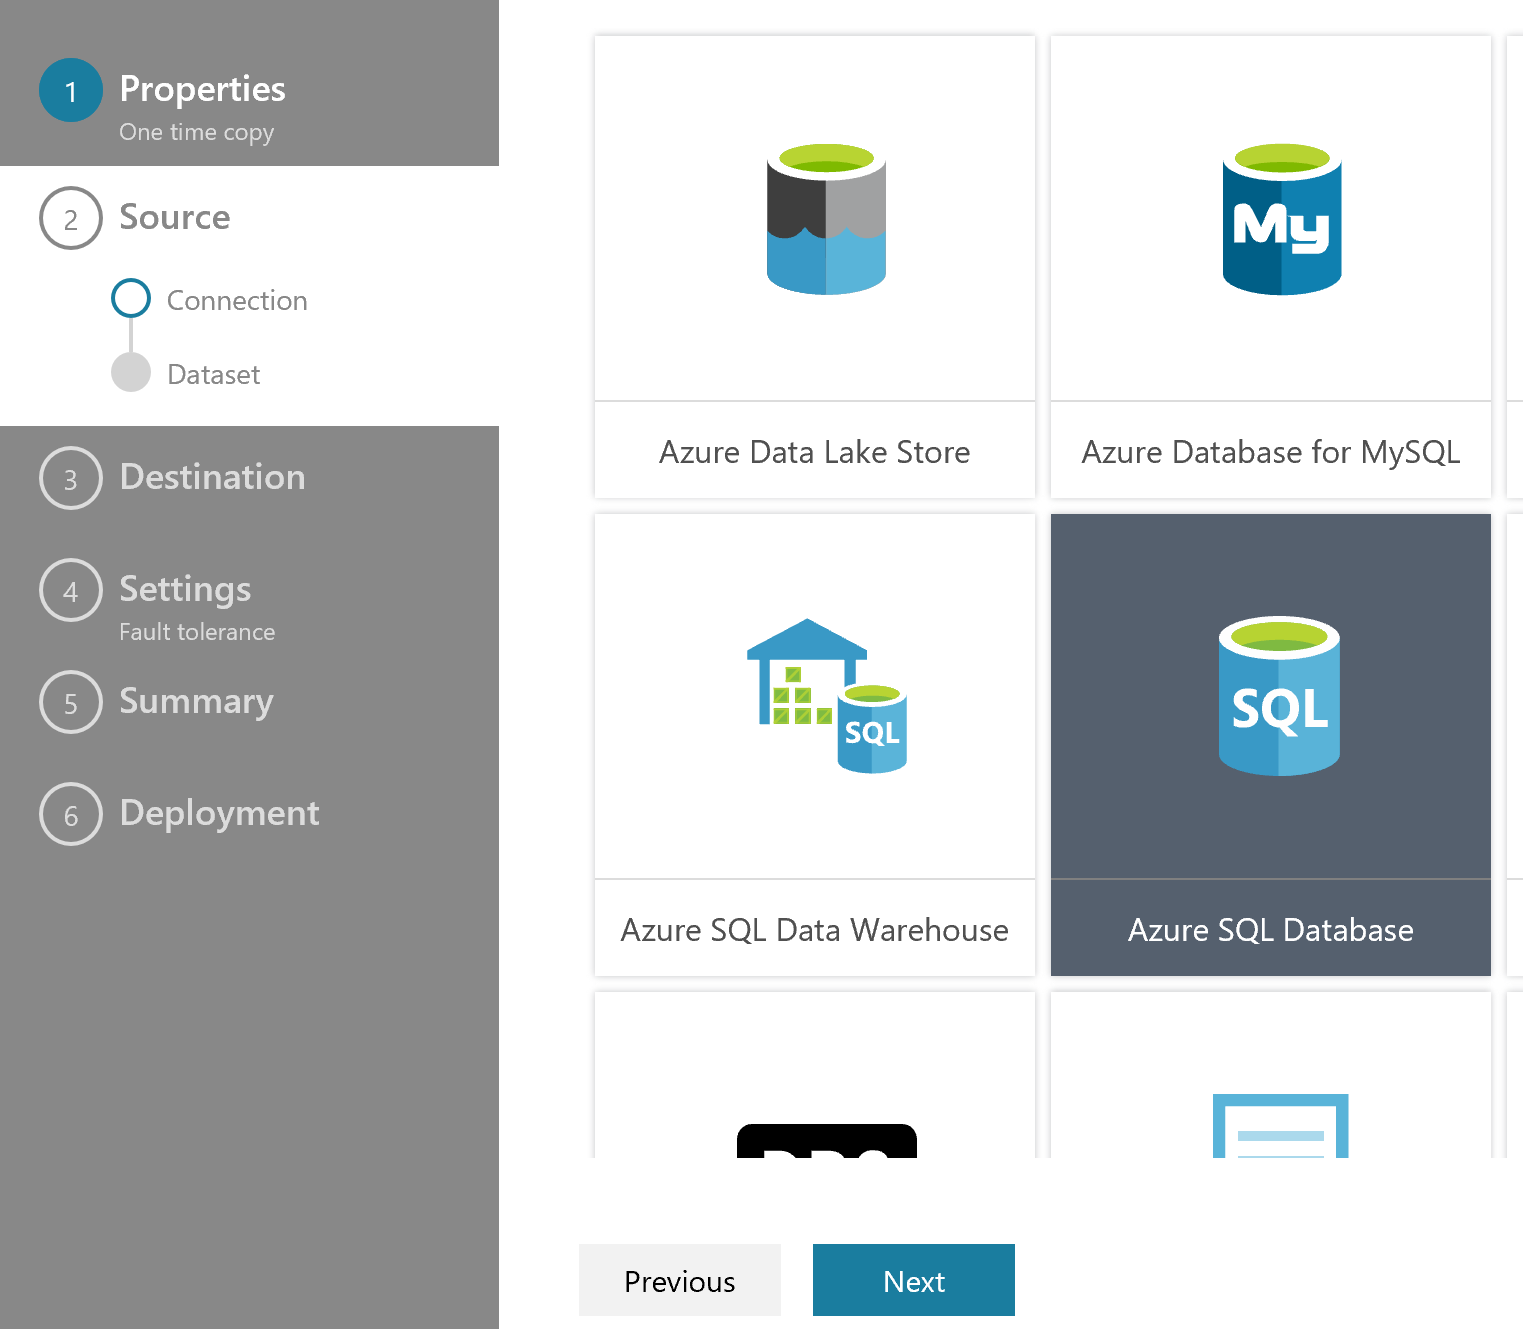 1 Properties
One time copy
2 Source
Connection
Dataset
3 Destination
4 Settings
Fault tolerance
5 Summary
6 Deployment
My
Azure Data Lake Store
Azure Database for MySQL
SQL
SQL
Azure SQL Data Warehouse
Azure SQL Database
Previous
Next